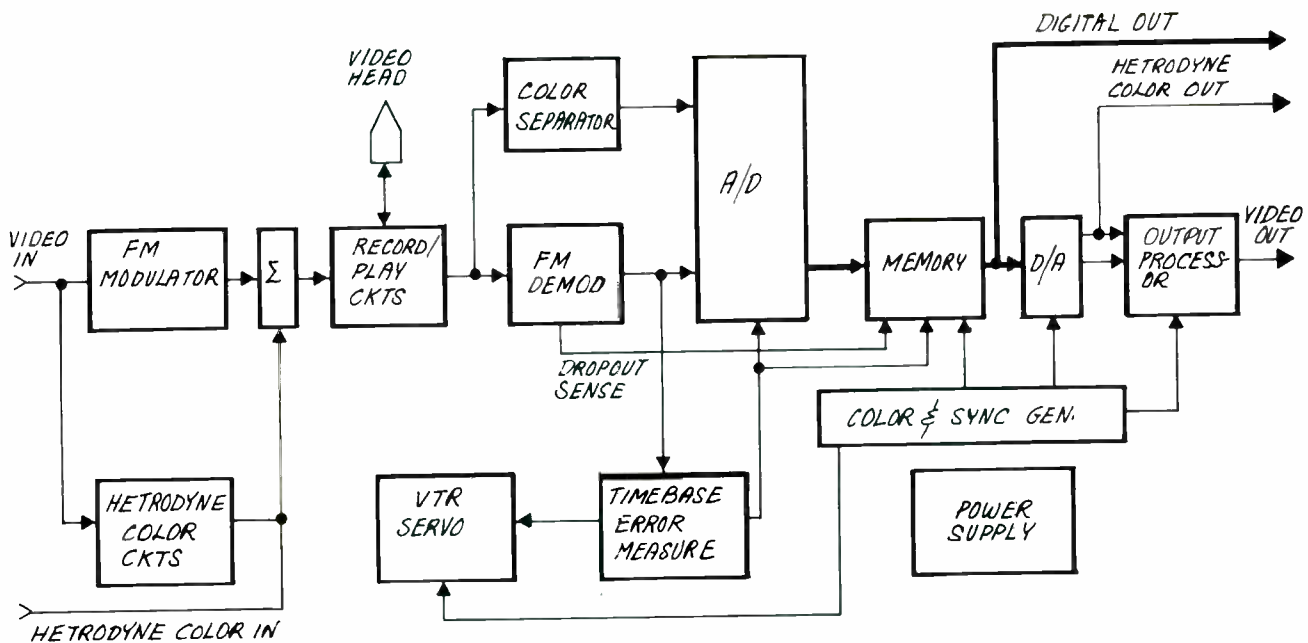 DIGITAL OUT
HETRODYNE
COLOR OUT
VIDEO
HEAD
COLOR
SEPARATOR
A/D
VIDEO
IN
FM
MODULATOR
Σ
RECORD/
PLAY
CKTS
FM
DEMOD
MEMORY
D/A
OUTPUT
PROCESS-
OR
VIDEO
OUT
DROPOUT
SENSE
COLOR & SYNC GEN.
HETRODYNE
COLOR
CKTS
VTR
SERVO
TIMEBASE
ERROR
MEASURE
POWER
SUPPLY
HETRODYNE COLOR IN